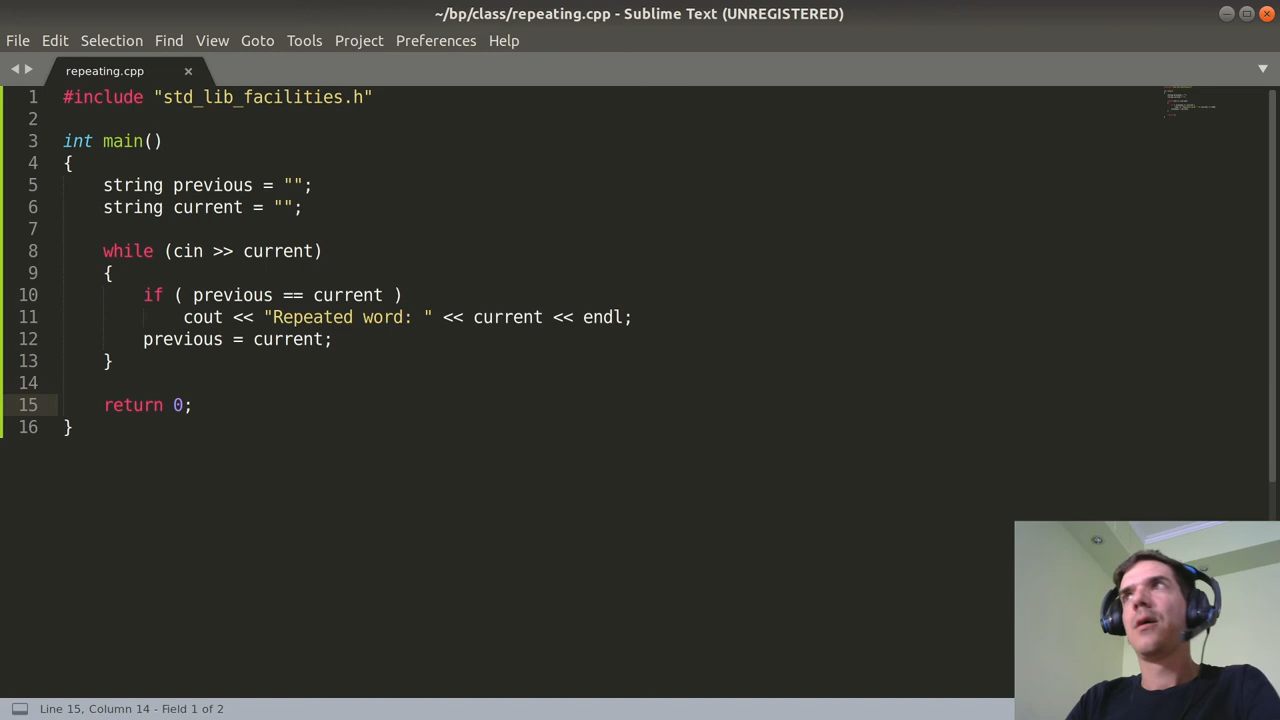 ~/bp/class/repeating.cpp - Sublime Text (UNREGISTERED)
File Edit Selection Find View Goto Tools Project Preferences Help
repeating.cpp
1 #include "std_lib_facilities.h"
2
3 int main()
4 {
5 string previous = "";
6 string current = "";
7
8 while (cin >> current)
9 {
10 if ( previous == current )
11 cout << "Repeated word: " << current << endl;
12 previous = current;
13 }
14
15 return 0;
16 }
Line 15, Column 14 - Field 1 of 2